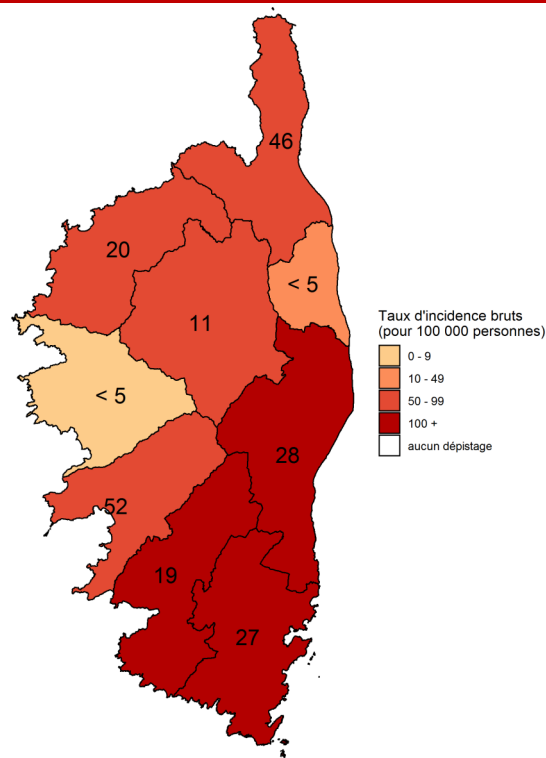 46
20
< 5
11
Taux d'incidence bruts
(pour 100 000 personnes)
0 - 9
10 - 49
50 - 99
100 +
aucun dépistage
< 5
28
52
19
27